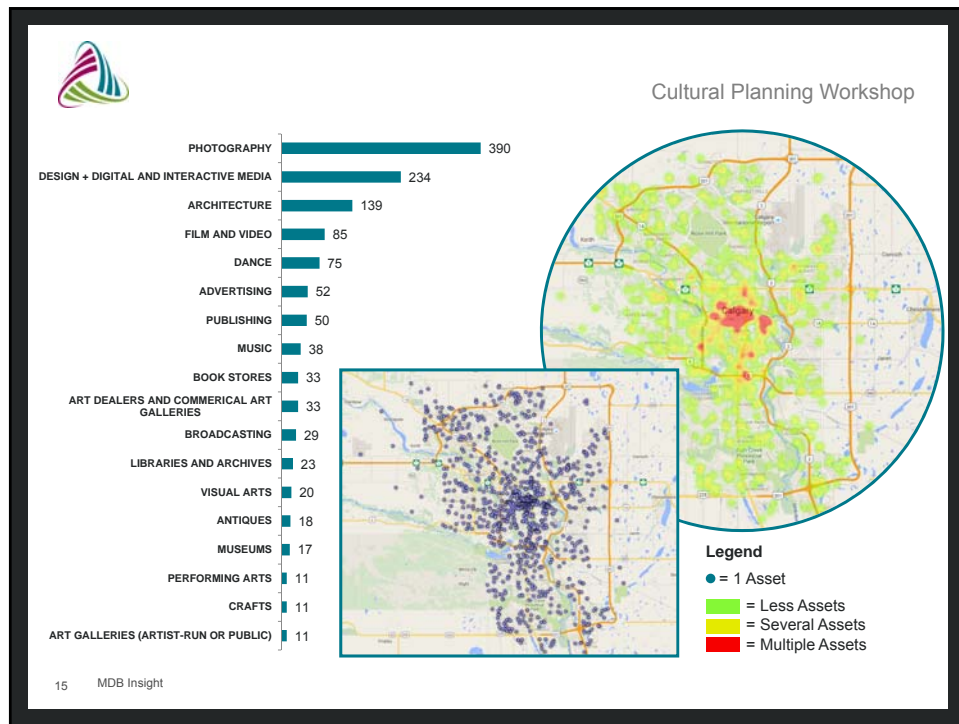 Cultural Planning Workshop
PHOTOGRAPHY 390
DESIGN + DIGITAL AND INTERACTIVE MEDIA 234
ARCHITECTURE 139
FILM AND VIDEO 85
DANCE 75
ADVERTISING 52
PUBLISHING 50
MUSIC 38
BOOK STORES 33
ART DEALERS AND COMMERICAL ART
GALLERIES 33
BROADCASTING 29
LIBRARIES AND ARCHIVES 23
VISUAL ARTS 20
ANTIQUES 18
MUSEUMS 17
PERFORMING ARTS 11
CRAFTS 11
ART GALLERIES (ARTIST-RUN OR PUBLIC) 11
Keith
Calgary
Legend
= 1 Asset
= Less Assets
= Several Assets
= Multiple Assets
15 MDB Insight